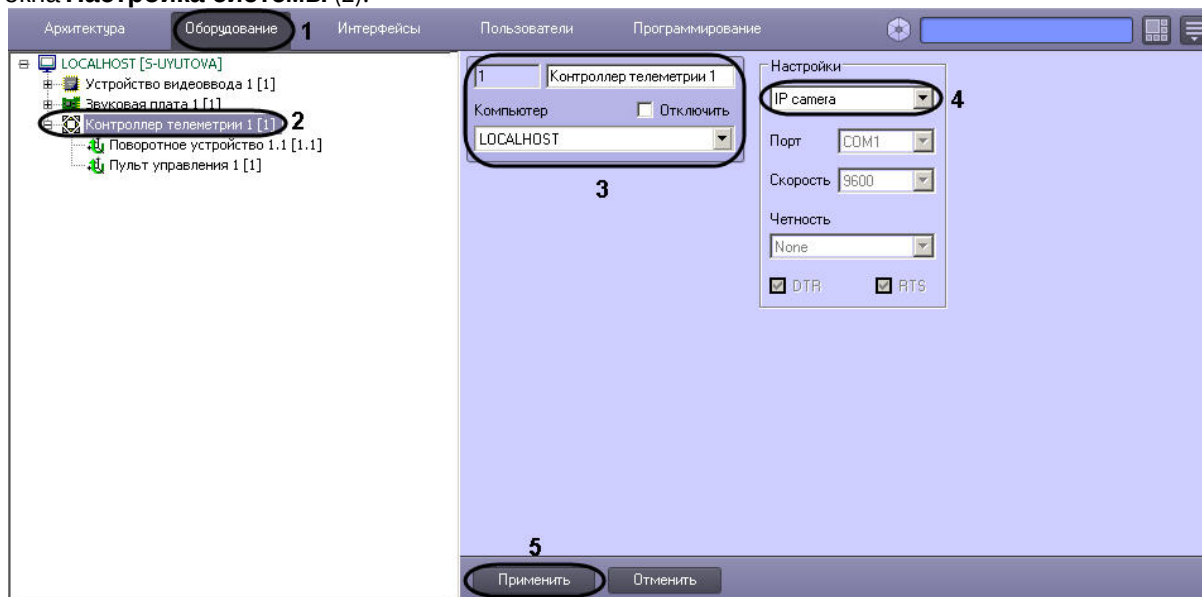 окна Настройка системы (2).
Архитектура Оборудование 1 Интерфейсы Пользователи Программирование
LOCALHOST [S-UYUTOVA]
Устройство видеоввода 1 [1]
Звуковая плата 1 [1]
Контроллер телеметрии 1 [1] 2
Поворотное устройство 1.1 [1.1]
Пульт управления 1 [1]
1 Контроллер телеметрии 1
Компьютер Отключить
LOCALHOST
3
Настройки
IP camera 4
Порт COM1
Скорость 9600
Четность
None
DTR RTS
5
Применить Отменить